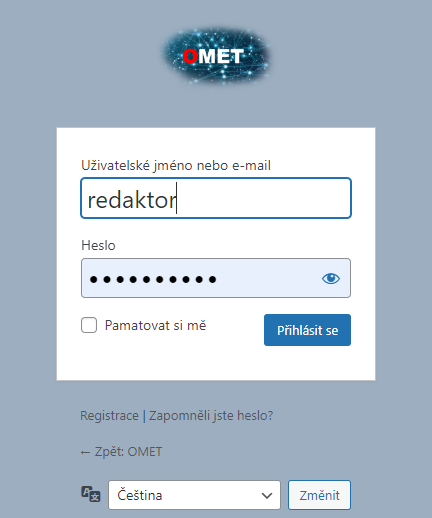 OMET
Uživatelské jméno nebo e-mail
redaktor
Heslo
••••••••••
Pamatovat si mě
Přihlásit se
Registrace | Zapomněli jste heslo?
← Zpět: OMET
Čeština
Změnit